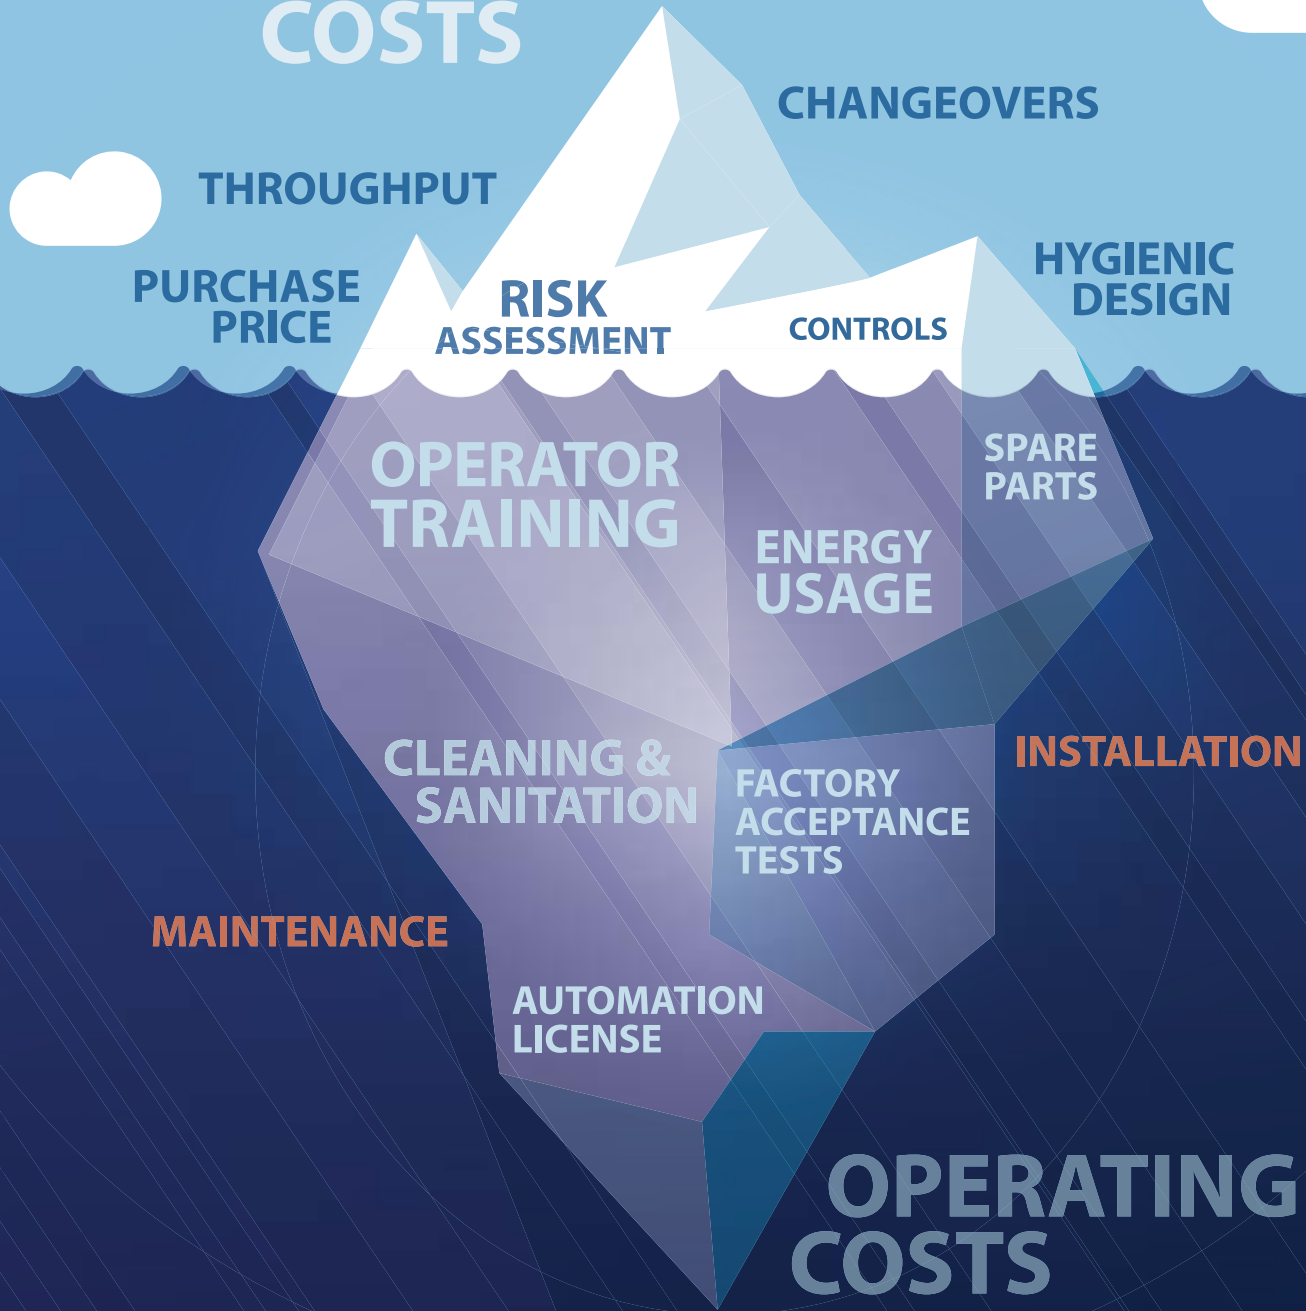 COSTS
CHANGEOVERS
THROUGHPUT
HYGIENIC
DESIGN
PURCHASE
PRICE
RISK
ASSESSMENT
CONTROLS
OPERATOR
TRAINING
SPARE
PARTS
ENERGY
USAGE
CLEANING &
SANITATION
INSTALLATION
FACTORY
ACCEPTANCE
TESTS
MAINTENANCE
AUTOMATION
LICENSE
OPERATING
COSTS